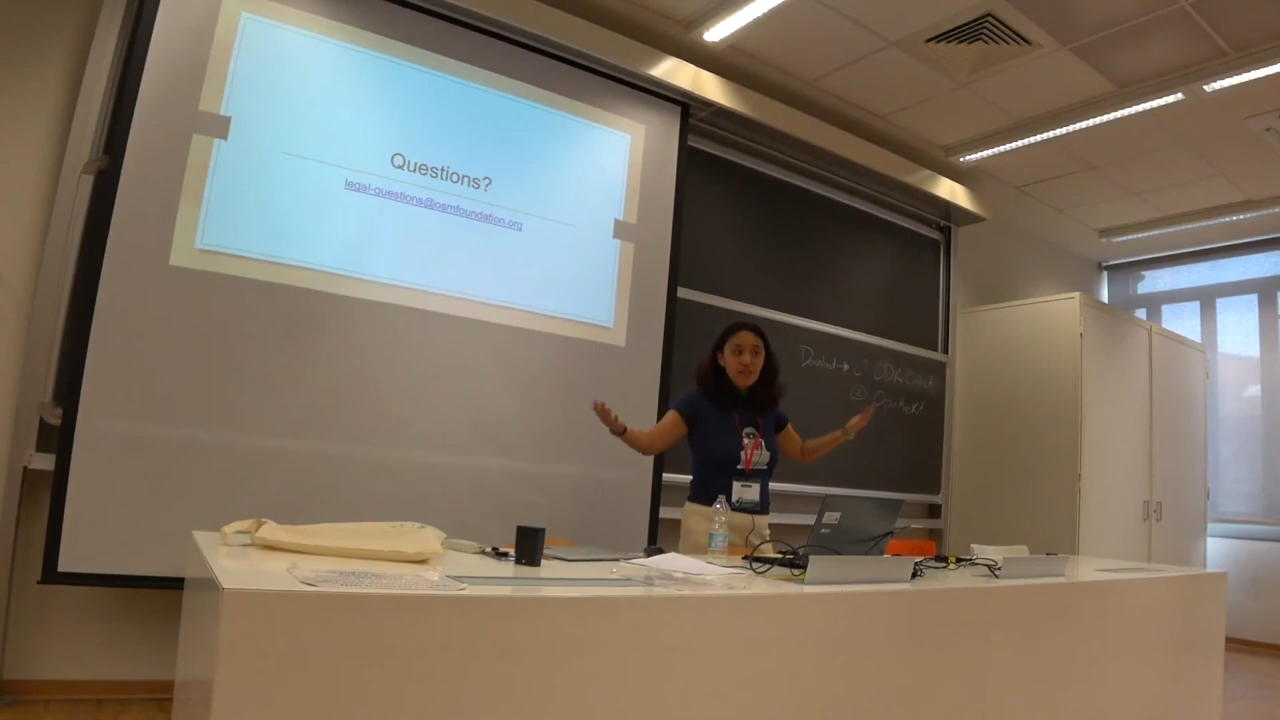 Questions?
legal-questions@osmfoundation.org
Download → ① ODK Collect
② OpenMapKit